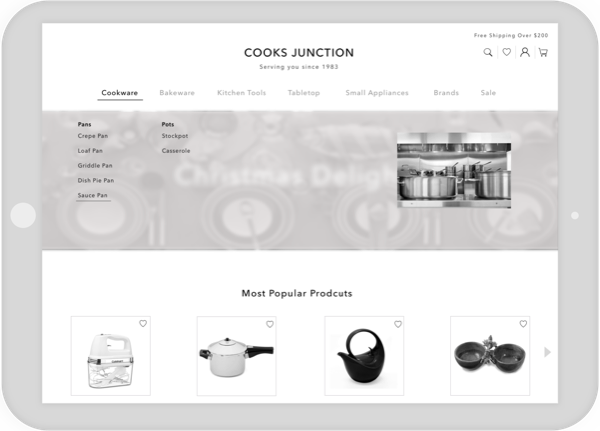 Free Shipping Over $200
COOKS JUNCTION
Serving you since 1983
Cookware Bakeware Kitchen Tools Tabletop Small Appliances Brands Sale
Pans Pots
Crepe Pan Stockpot
Loaf Pan Casserole
Griddle Pan
Dish Pie Pan
Sauce Pan
Christmas Delight
Most Popular Prodcuts